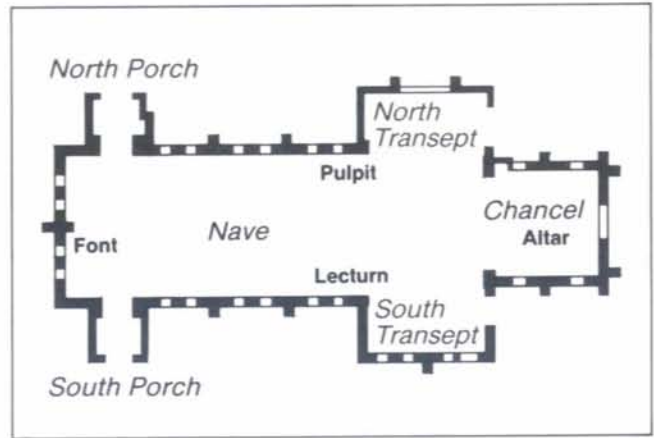 North Porch
North
Transept
Pulpit
Chancel
Altar
Nave
Font
Lecturn
South
Transept
South Porch